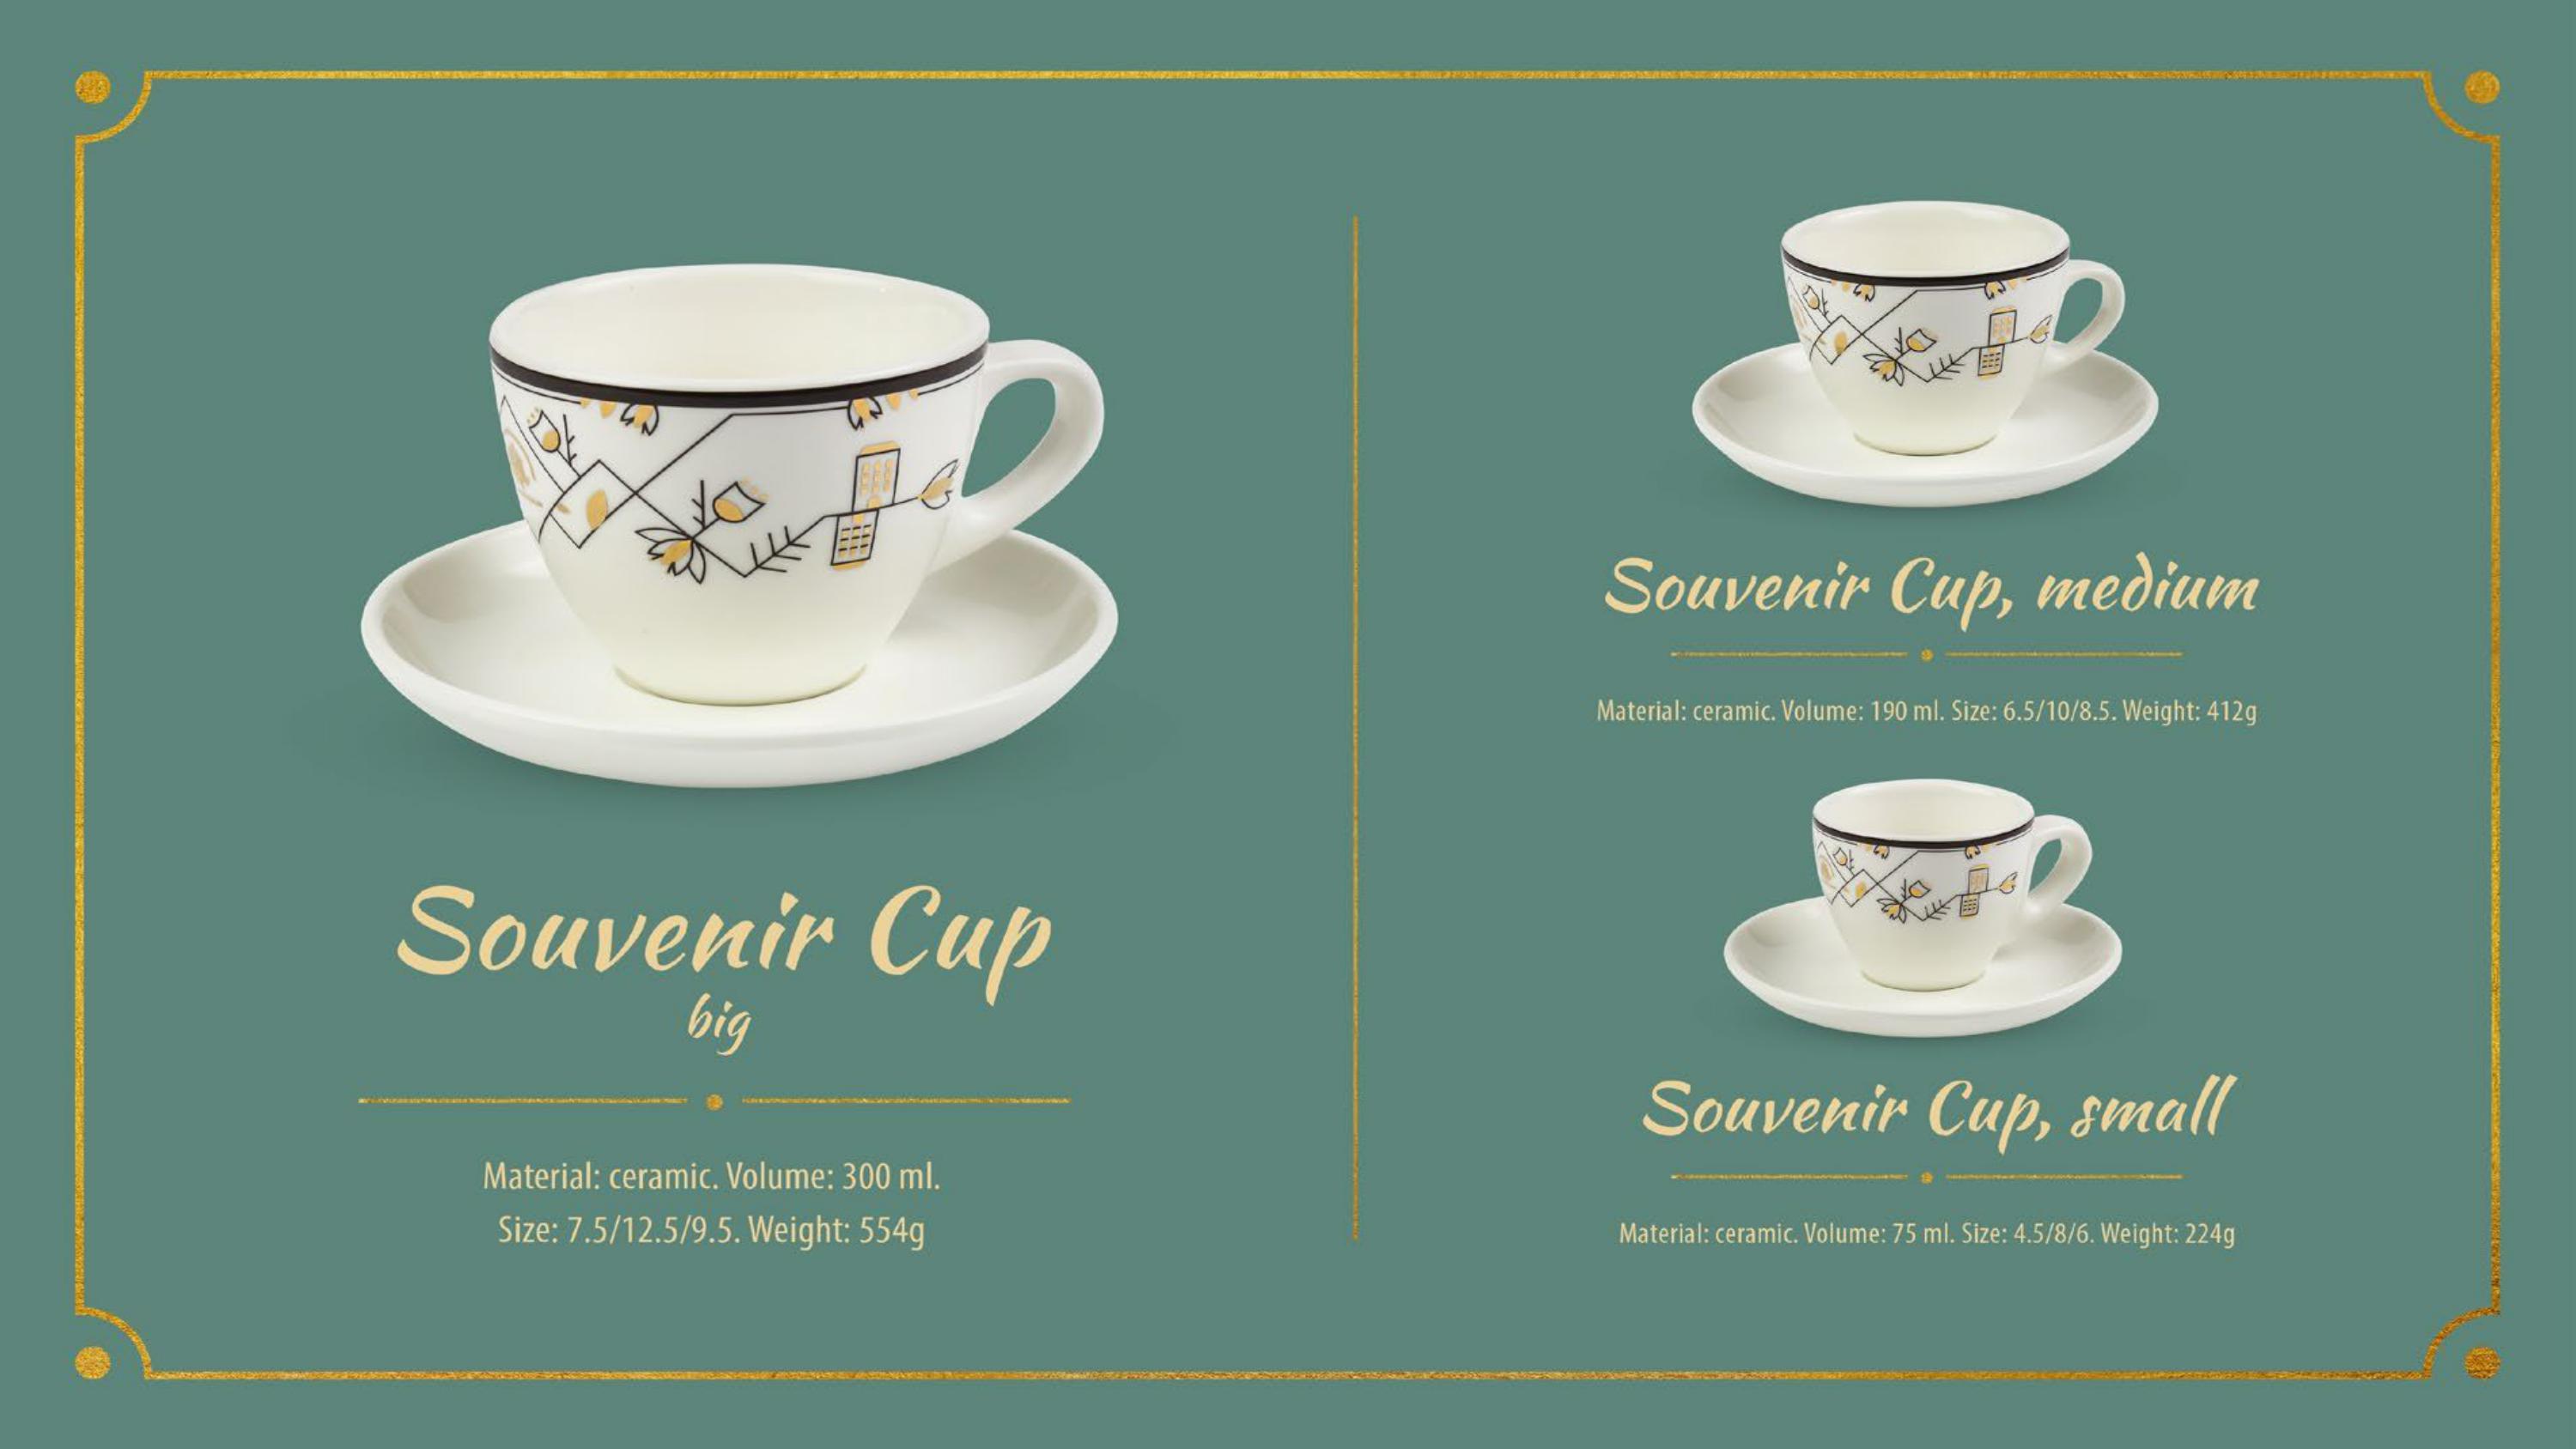 Souvenir Cup
big
Material: ceramic. Volume: 300 ml.
Size: 7.5/12.5/9.5. Weight: 554g
Souvenir Cup, medium
Material: ceramic. Volume: 190 ml. Size: 6.5/10/8.5. Weight: 412g
Souvenir Cup, small
Material: ceramic. Volume: 75 ml. Size: 4.5/8/6. Weight: 224g